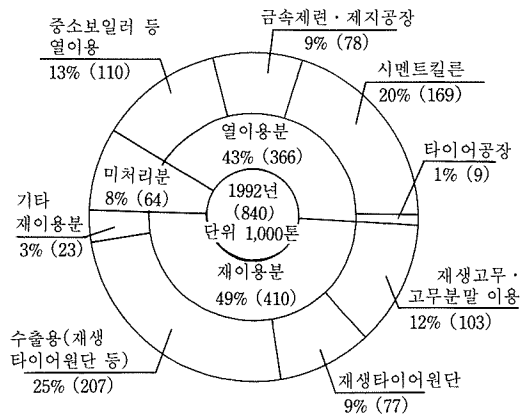 중소보일러 등
열이용
13% (110)
금속제련·제지공장
9% (78)
시멘트킬른
20% (169)
타이어공장
1% (9)
재생고무·
고무분말 이용
12% (103)
재생타이어원단
9% (77)
수출용(재생
타이어원단 등)
25% (207)
기타
재이용분
3% (23)
열이용분
43% (366)
미처리분
8% (64)
1992년
(840)
단위 1,000톤
재이용분
49% (410)